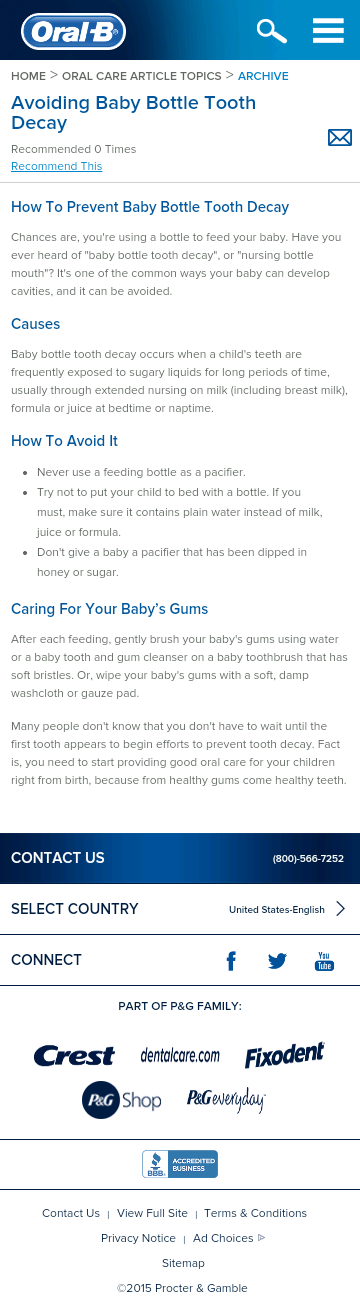 Oral-B®
HOME > ORAL CARE ARTICLE TOPICS > ARCHIVE
Avoiding Baby Bottle Tooth
Decay
Recommended 0 Times
Recommend This
How To Prevent Baby Bottle Tooth Decay
Chances are, you're using a bottle to feed your baby. Have you
ever heard of "baby bottle tooth decay", or "nursing bottle
mouth"? It's one of the common ways your baby can develop
cavities, and it can be avoided.
Causes
Baby bottle tooth decay occurs when a child's teeth are
frequently exposed to sugary liquids for long periods of time,
usually through extended nursing on milk (including breast milk),
formula or juice at bedtime or naptime.
How To Avoid It
• Never use a feeding bottle as a pacifier.
• Try not to put your child to bed with a bottle. If you
must, make sure it contains plain water instead of milk,
juice or formula.
• Don't give a baby a pacifier that has been dipped in
honey or sugar.
Caring For Your Baby’s Gums
After each feeding, gently brush your baby's gums using water
or a baby tooth and gum cleanser on a baby toothbrush that has
soft bristles. Or, wipe your baby's gums with a soft, damp
washcloth or gauze pad.
Many people don't know that you don't have to wait until the
first tooth appears to begin efforts to prevent tooth decay. Fact
is, you need to start providing good oral care for your children
right from birth, because from healthy gums come healthy teeth.
CONTACT US (800)-566-7252
SELECT COUNTRY United States-English
CONNECT You Tube
PART OF P&G FAMILY:
Crest dentalcare.com Fixodent
P&G Shop P&G everyday
BBB. ACCREDITED
BUSINESS
Contact Us | View Full Site | Terms & Conditions
Privacy Notice | Ad Choices
Sitemap
©2015 Procter & Gamble